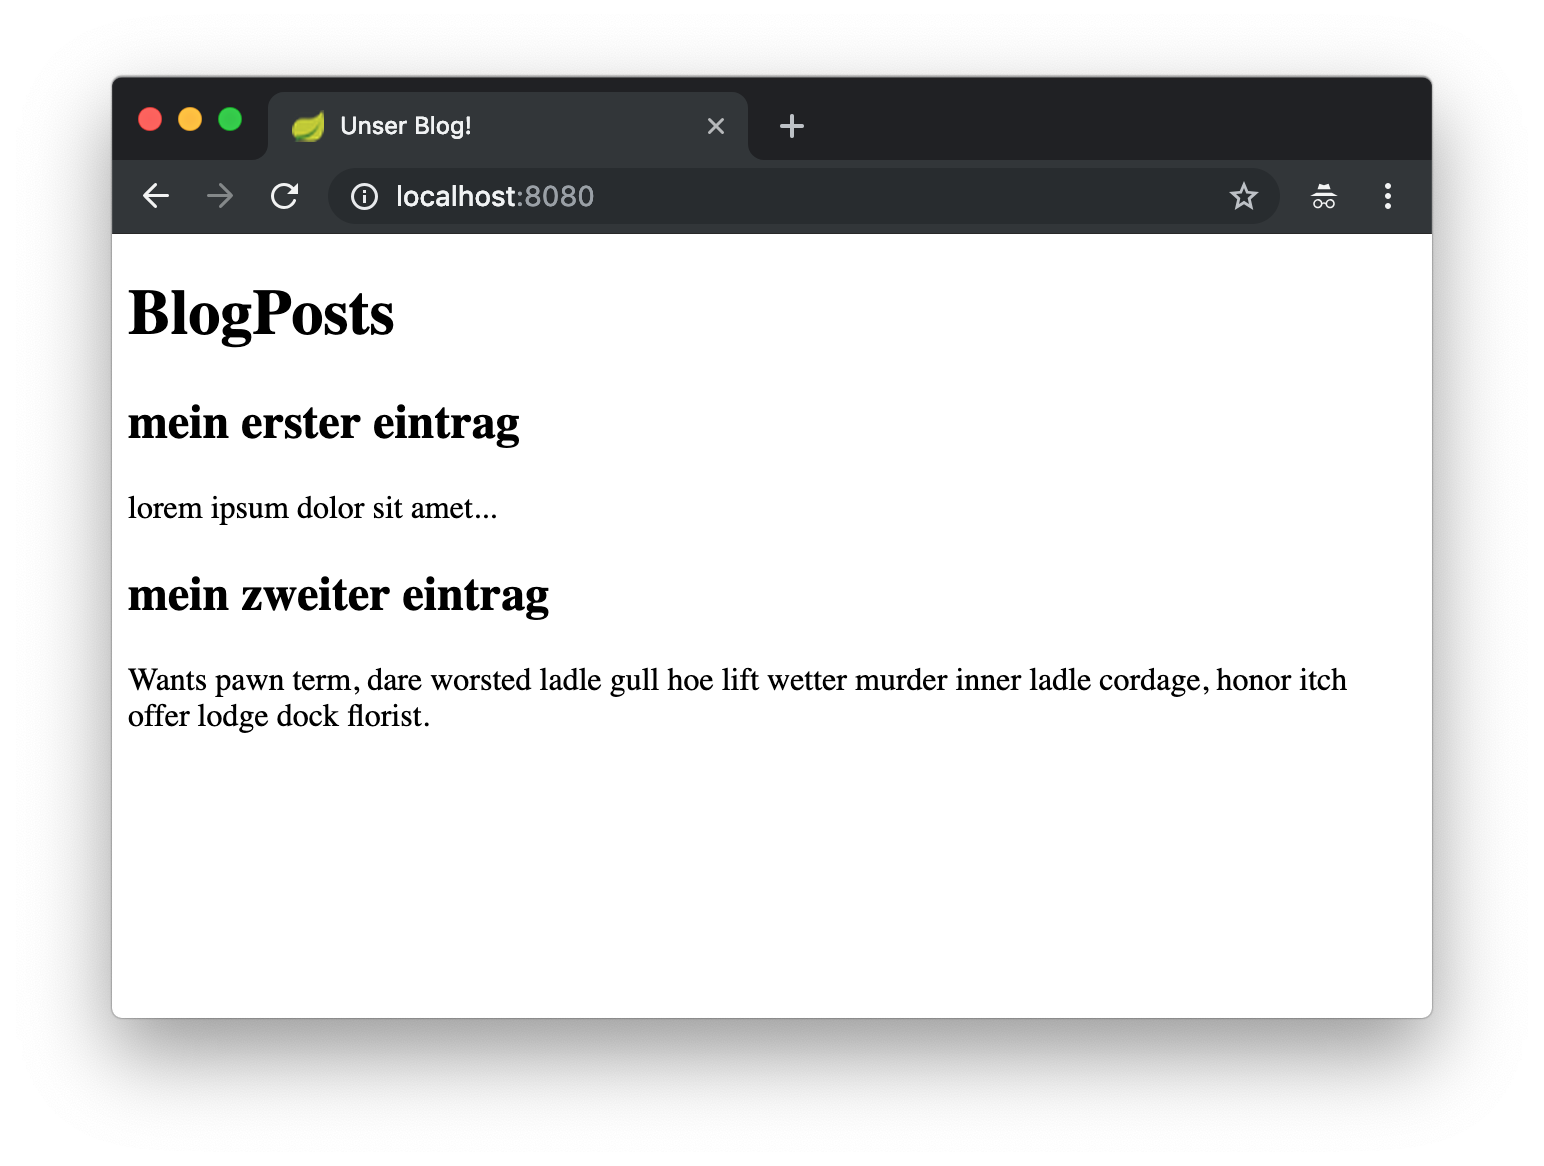 Unser Blog!
localhost:8080
BlogPosts
mein erster eintrag
lorem ipsum dolor sit amet...
mein zweiter eintrag
Wants pawn term, dare worsted ladle gull hoe lift wetter murder inner ladle cordage, honor itch
offer lodge dock florist.